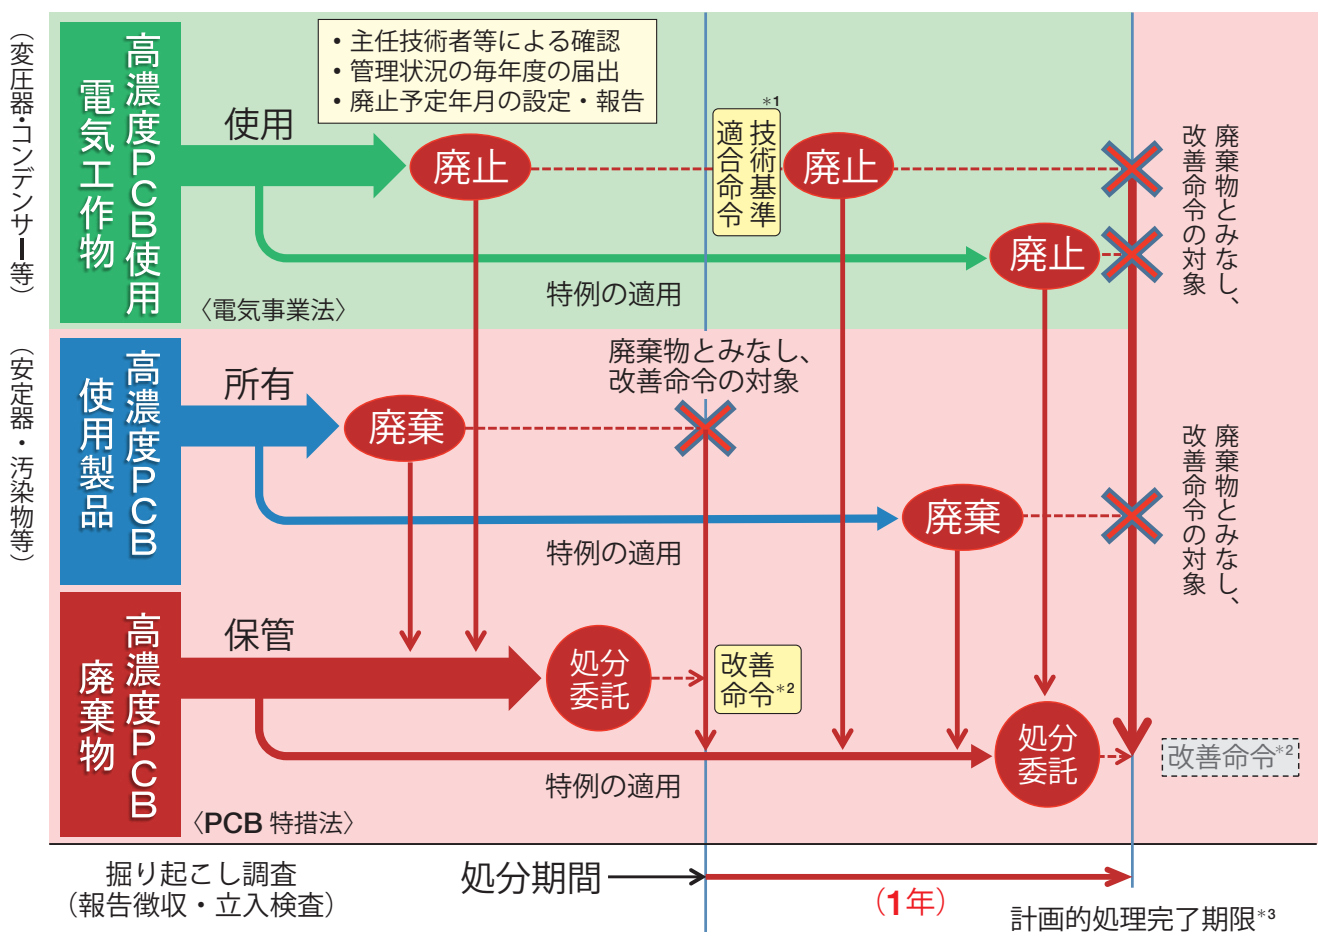 （変圧器・コンデンサー等）
高濃度PCB使用
電気工作物
・主任技術者等による確認
・管理状況の毎年度の届出
・廃止予定年月の設定・報告
使用
廃止
*1
技術基準
適合命令
廃止
廃止
特例の適用
〈電気事業法〉
廃棄物とみなし、
改善命令の対象
（安定器・汚染物等）
高濃度PCB
使用製品
所有
廃棄
廃棄物とみなし、
改善命令の対象
廃棄
特例の適用
廃棄物とみなし、
改善命令の対象
高濃度PCB
廃棄物
保管
処分
委託
改善
命令*2
処分
委託
改善命令*2
特例の適用
〈PCB 特措法〉
掘り起こし調査
（報告徴収・立入検査）
処分期間
（1年）
計画的処理完了期限*3